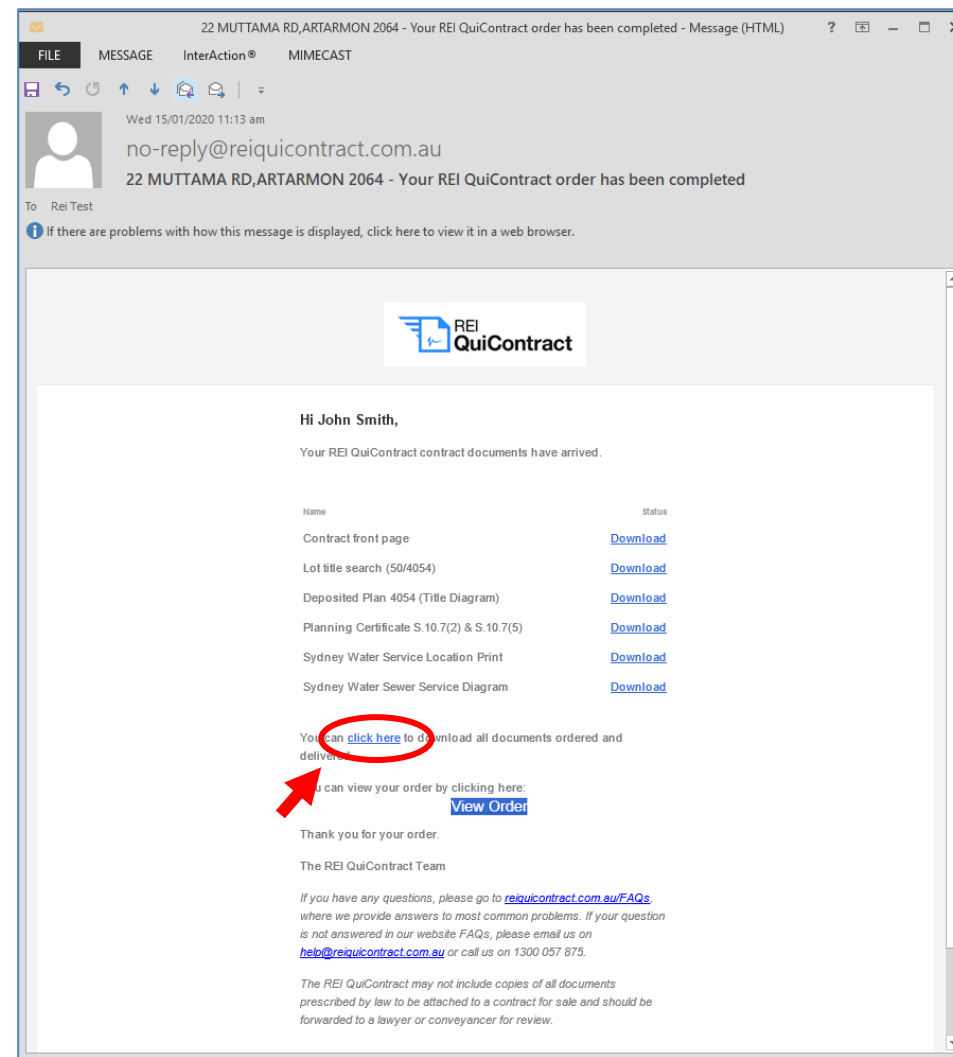 22 MUTTAMA RD,ARTARMON 2064 - Your REI QuiContract order has been completed - Message (HTML)
FILE MESSAGE InterAction® MIMECAST
Wed 15/01/2020 11:13 am
no-reply@reiquicontract.com.au
22 MUTTAMA RD,ARTARMON 2064 - Your REI QuiContract order has been completed
To Rei Test
If there are problems with how this message is displayed, click here to view it in a web browser.
REI
QuiContract
Hi John Smith,
Your REI QuiContract contract documents have arrived.
Name Status
Contract front page Download
Lot title search (50/4054) Download
Deposited Plan 4054 (Title Diagram) Download
Planning Certificate S.10.7(2) & S.10.7(5) Download
Sydney Water Service Location Print Download
Sydney Water Sewer Service Diagram Download
You can click here to download all documents ordered and
delivered
You can view your order by clicking here:
View Order
Thank you for your order.
The REI QuiContract Team
If you have any questions, please go to reiquicontract.com.au/FAQs,
where we provide answers to most common problems. If your question
is not answered in our website FAQs, please email us on
help@reiquicontract.com.au or call us on 1300 057 875.
The REI QuiContract may not include copies of all documents
prescribed by law to be attached to a contract for sale and should be
forwarded to a lawyer or conveyancer for review.